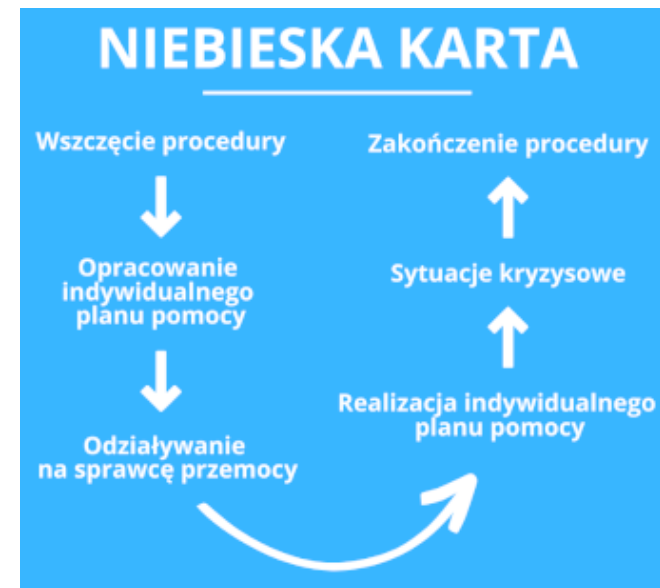 NIEBIESKA KARTA
Wszczęcie procedury
Opracowanie
indywidualnego
planu pomocy
Odziaływanie
na sprawcę przemocy
Realizacja indywidualnego
planu pomocy
Sytuacje kryzysowe
Zakończenie procedury